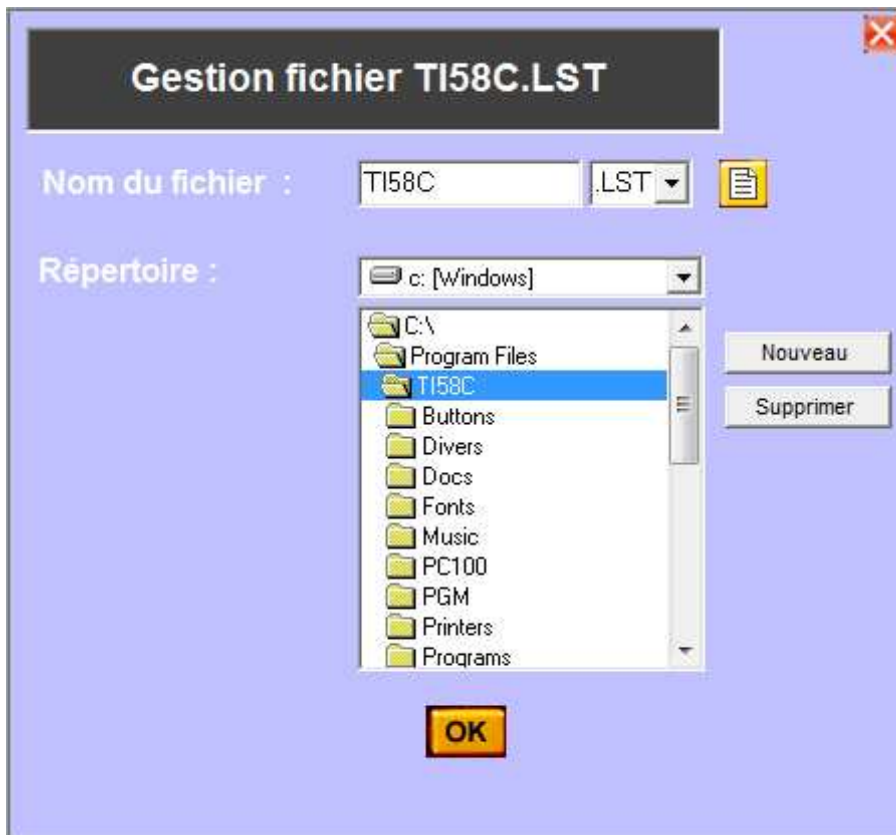 Gestion fichier TI58C.LST
Nom du fichier :
TI58C
.LST
Répertoire :
c: [Windows]
C:\
Program Files
TI58C
Buttons
Divers
Docs
Fonts
Music
PC100
PGM
Printers
Programs
Nouveau
Supprimer
OK